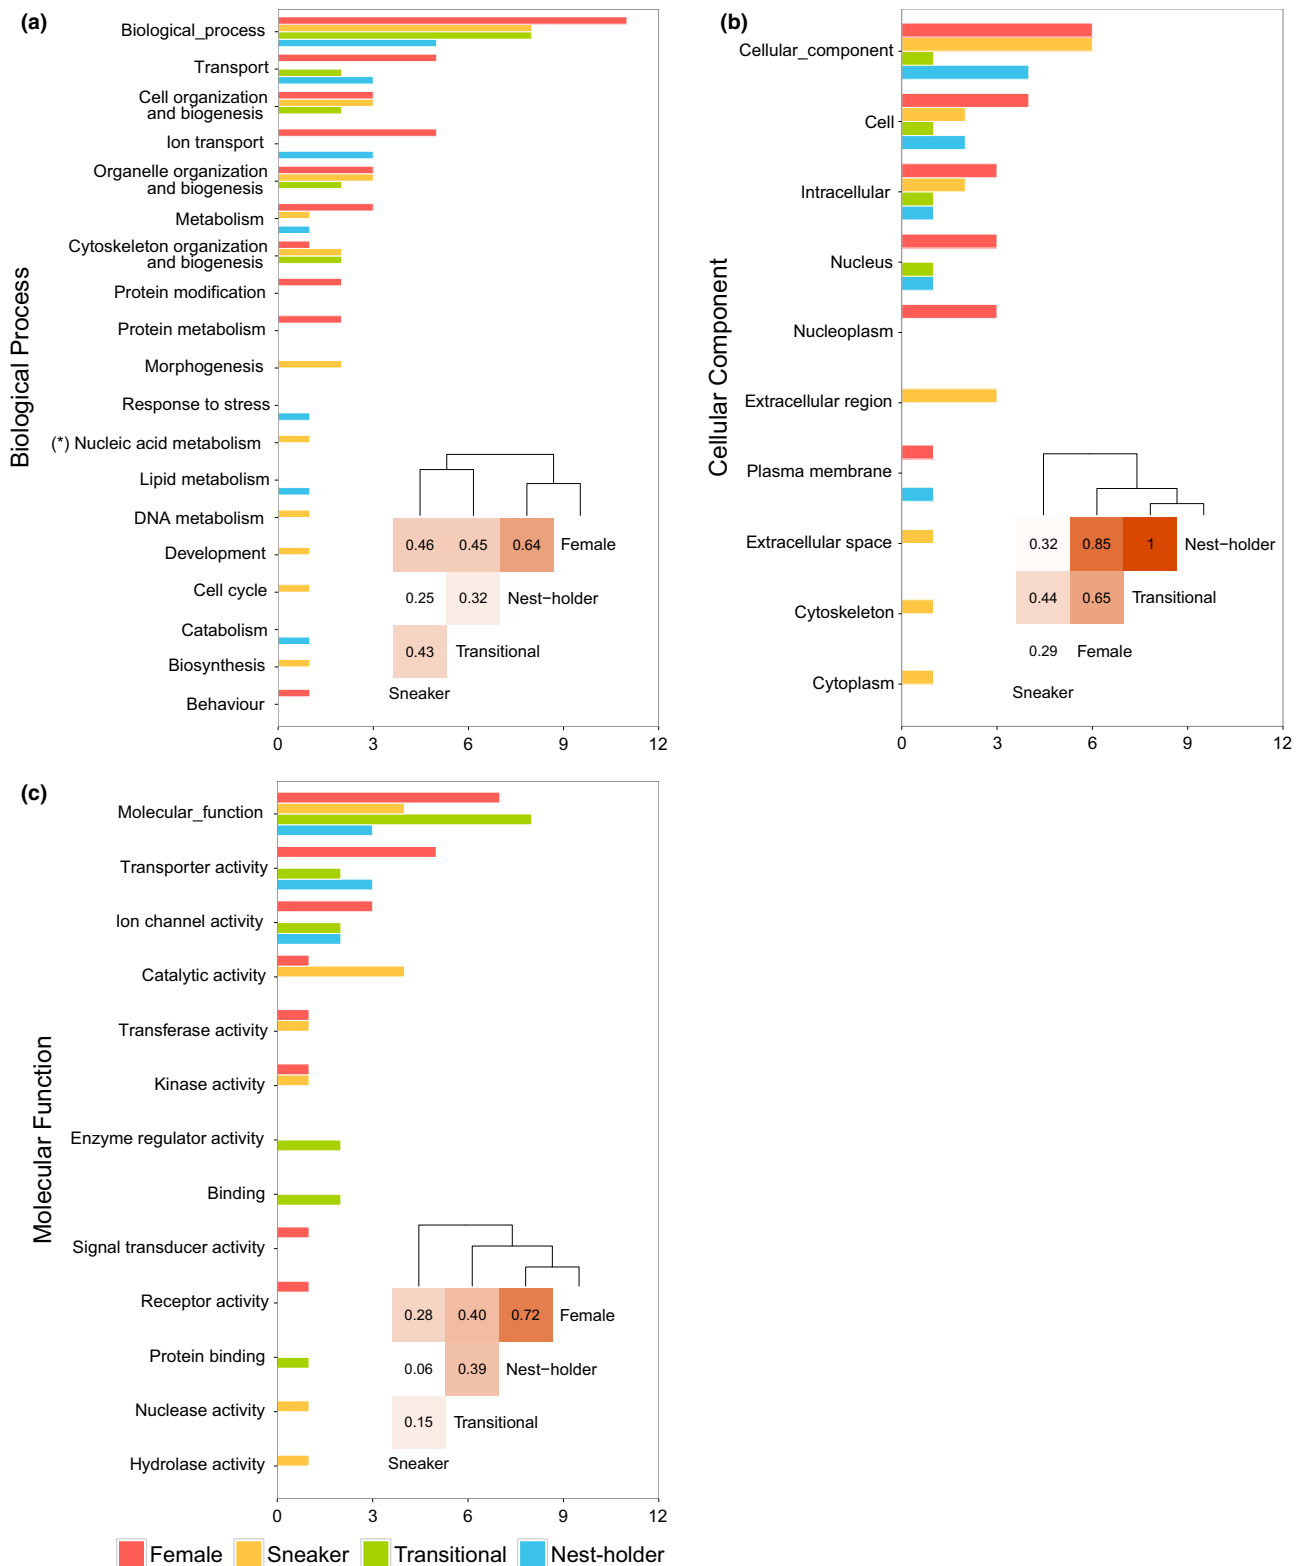 (a)
Biological Process
Biological_process
Transport
Cell organization
and biogenesis
Ion transport
Organelle organization
and biogenesis
Metabolism
Cytoskeleton organization
and biogenesis
Protein modification
Protein metabolism
Morphogenesis
Response to stress
(*) Nucleic acid metabolism
Lipid metabolism
DNA metabolism
Development
Cell cycle
Catabolism
Biosynthesis
Behaviour
0.46 0.45 0.64 Female
0.25 0.32 Nest−holder
0.43 Transitional
Sneaker
0 3 6 9 12
(b)
Cellular Component
Cellular_component
Cell
Intracellular
Nucleus
Nucleoplasm
Extracellular region
Plasma membrane
Extracellular space
Cytoskeleton
Cytoplasm
0.32 0.85 1 Nest−holder
0.44 0.65 Transitional
0.29 Female
Sneaker
0 3 6 9 12
(c)
Molecular Function
Molecular_function
Transporter activity
Ion channel activity
Catalytic activity
Transferase activity
Kinase activity
Enzyme regulator activity
Binding
Signal transducer activity
Receptor activity
Protein binding
Nuclease activity
Hydrolase activity
0.28 0.40 0.72 Female
0.06 0.39 Nest−holder
0.15 Transitional
Sneaker
0 3 6 9 12
Female Sneaker Transitional Nest-holder